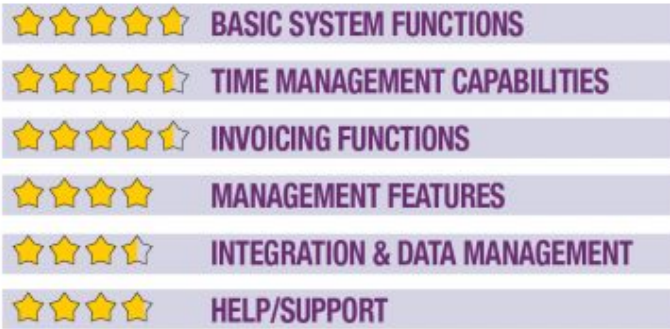 BASIC SYSTEM FUNCTIONS
TIME MANAGEMENT CAPABILITIES
INVOICING FUNCTIONS
MANAGEMENT FEATURES
INTEGRATION & DATA MANAGEMENT
HELP/SUPPORT